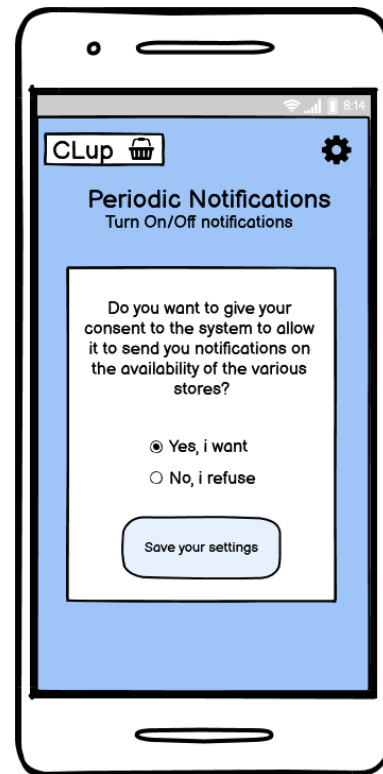 8:14
CLup
Periodic Notifications
Turn On/Off notifications
Do you want to give your
consent to the system to allow
it to send you notifications on
the availability of the various
stores?
Yes, i want
No, i refuse
Save your settings